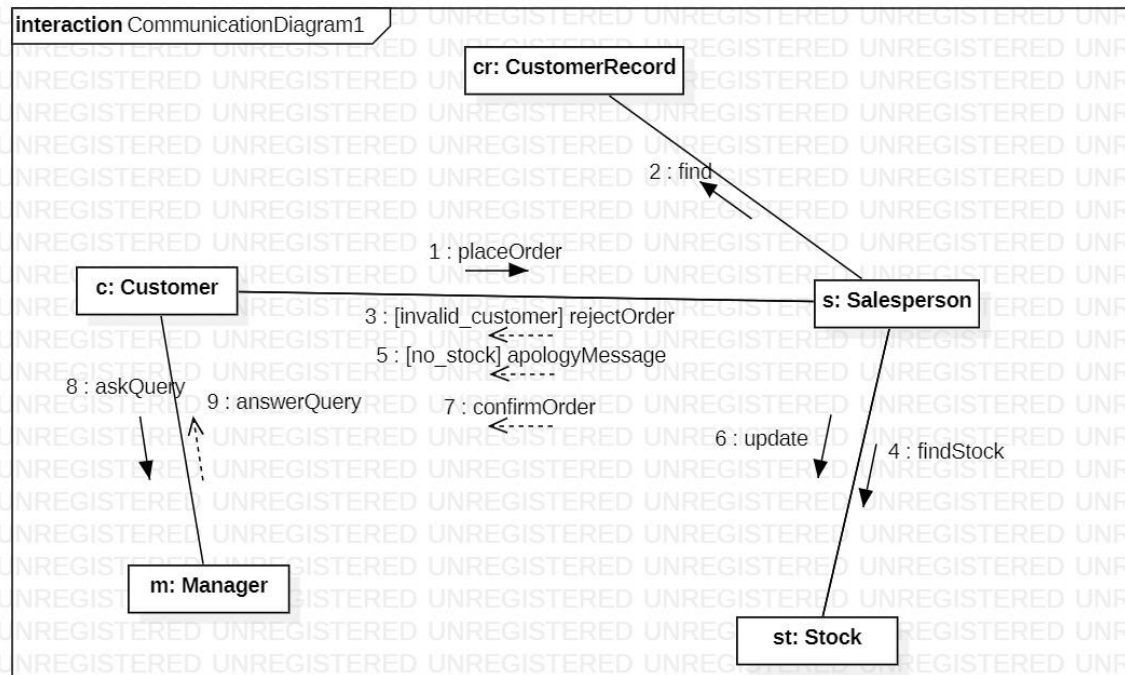 interaction CommunicationDiagram1
cr: CustomerRecord
2 : find
1 : placeOrder
c: Customer
s: Salesperson
3 : [invalid_customer] rejectOrder
5 : [no_stock] apologyMessage
8 : askQuery
9 : answerQuery
7 : confirmOrder
6 : update
4 : findStock
m: Manager
st: Stock
UNREGISTERED